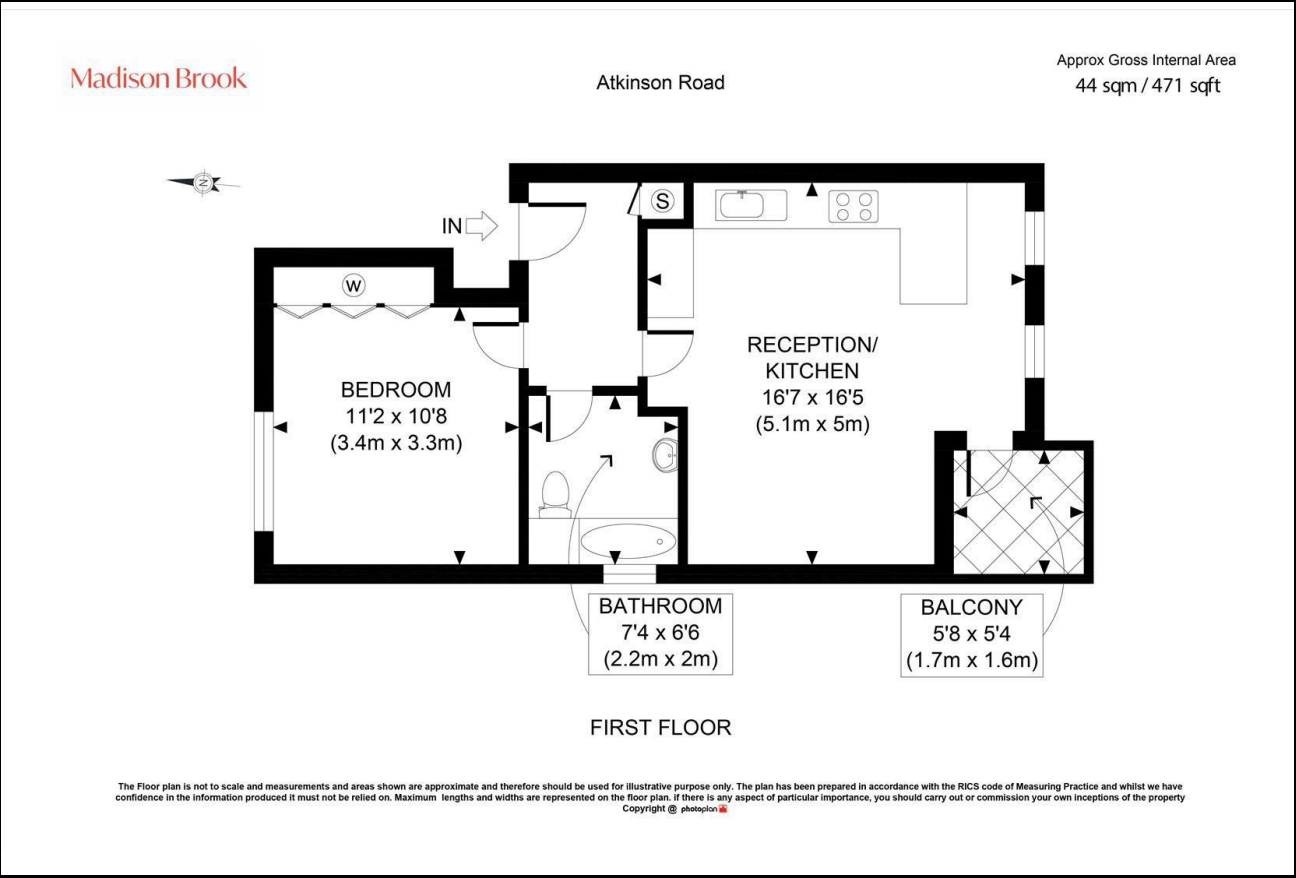 Madison Brook
Atkinson Road
Approx Gross Internal Area
44 sqm / 471 sqft
N
IN
S
W
RECEPTION/
KITCHEN
16'7 x 16'5
(5.1m x 5m)
BEDROOM
11'2 x 10'8
(3.4m x 3.3m)
BATHROOM
7'4 x 6'6
(2.2m x 2m)
BALCONY
5'8 x 5'4
(1.7m x 1.6m)
FIRST FLOOR
The Floor plan is not to scale and measurements and areas shown are approximate and therefore should be used for illustrative purpose only. The plan has been prepared in accordance with the RICS code of Measuring Practice and whilst we have
confidence in the information produced it must not be relied on. Maximum lengths and widths are represented on the floor plan. if there is any aspect of particular importance, you should carry out or commission your own inceptions of the property
Copyright @ photoplan